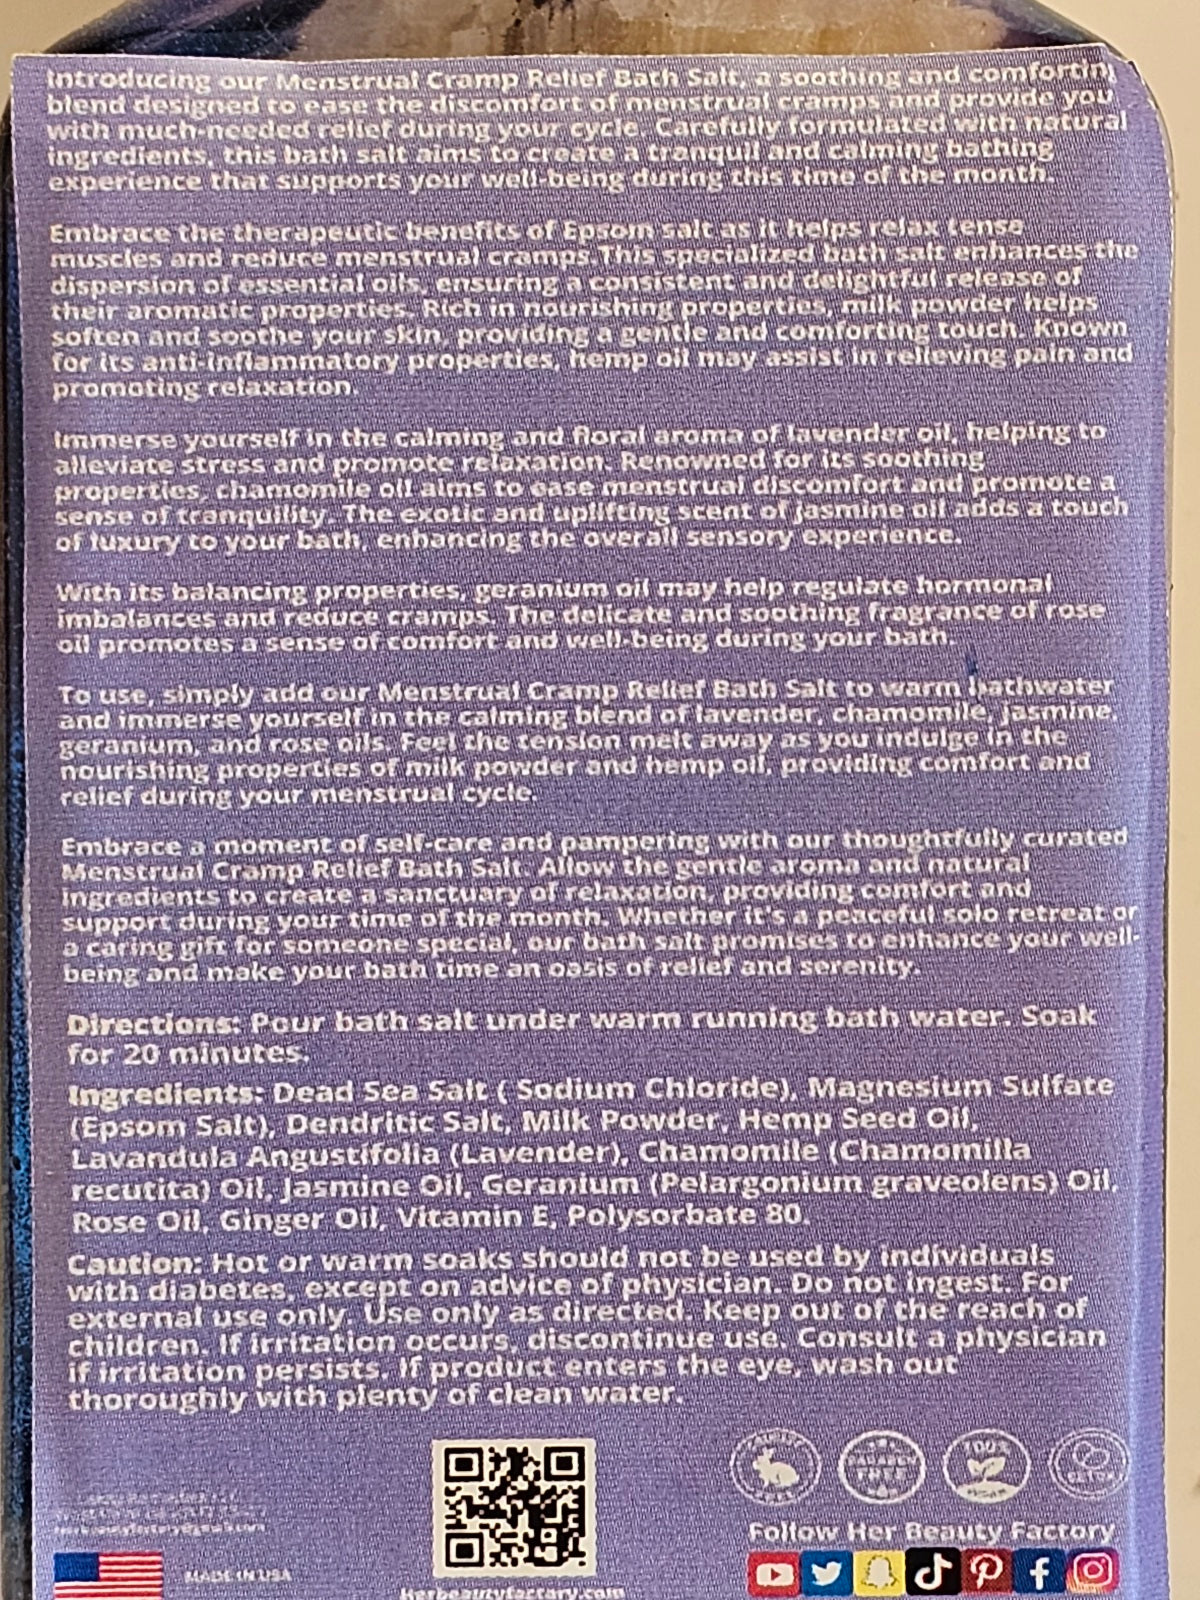 Introducing our Menstrual Cramp Relief Bath Salt, a soothing and comforting
blend designed to ease the discomfort of menstrual cramps and provide you
with much-needed relief during your cycle. Carefully formulated with natural
ingredients, this bath salt aims to create a tranquil and calming bathing
experience that supports your well-being during this time of the month.
Embrace the therapeutic benefits of Epsom salt as it helps relax tense
muscles and reduce menstrual cramps.This specialized bath salt enhances the
dispersion of essential oils, ensuring a consistent and delightful release of
their aromatic properties. Rich in nourishing properties, milk powder helps
soften and soothe your skin, providing a gentle and comforting touch. Known
for its anti-inflammatory properties, hemp oil may assist in relieving pain and
promoting relaxation.
Immerse yourself in the calming and floral aroma of lavender oil, helping to
alleviate stress and promote relaxation. Renowned for its soothing
properties, chamomile oil aims to ease menstrual discomfort and promote a
sense of tranquility. The exotic and uplifting scent of jasmine oil adds a touch
of luxury to your bath, enhancing the overall sensory experience.
With its balancing properties, geranium oil may help regulate hormonal
imbalances and reduce cramps. The delicate and soothing fragrance of rose
oil promotes a sense of comfort and well-being during your bath.
To use, simply add our Menstrual Cramp Relief Bath Salt to warm bathwater
and immerse yourself in the calming blend of lavender, chamomile, jasmine,
geranium, and rose oils. Feel the tension melt away as you indulge in the
nourishing properties of milk powder and hemp oil, providing comfort and
relief during your menstrual cycle.
Embrace a moment of self-care and pampering with our thoughtfully curated
Menstrual Cramp Relief Bath Salt. Allow the gentle aroma and natural
ingredients to create a sanctuary of relaxation, providing comfort and
support during your time of the month. Whether it's a peaceful solo retreat or
a caring gift for someone special, our bath salt promises to enhance your well-
being and make your bath time an oasis of relief and serenity.
Directions: Pour bath salt under warm running bath water. Soak
for 20 minutes.
Ingredients: Dead Sea Salt ( Sodium Chloride), Magnesium Sulfate
(Epsom Salt), Dendritic Salt, Milk Powder, Hemp Seed Oil,
Lavandula Angustifolia (Lavender), Chamomile (Chamomilla
recutita) Oil, Jasmine Oil, Geranium (Pelargonium graveolens) Oil,
Rose Oil, Ginger Oil, Vitamin E, Polysorbate 80.
Caution: Hot or warm soaks should not be used by individuals
with diabetes, except on advice of physician. Do not ingest. For
external use only. Use only as directed. Keep out of the reach of
children. If irritation occurs, discontinue use. Consult a physician
if irritation persists. If product enters the eye, wash out
thoroughly with plenty of clean water.
CRUELTY FREE
PARABEN FREE
100% VEGAN
DETOX
Follow Her Beauty Factory
MADE IN USA
Herbeautyfactory.com